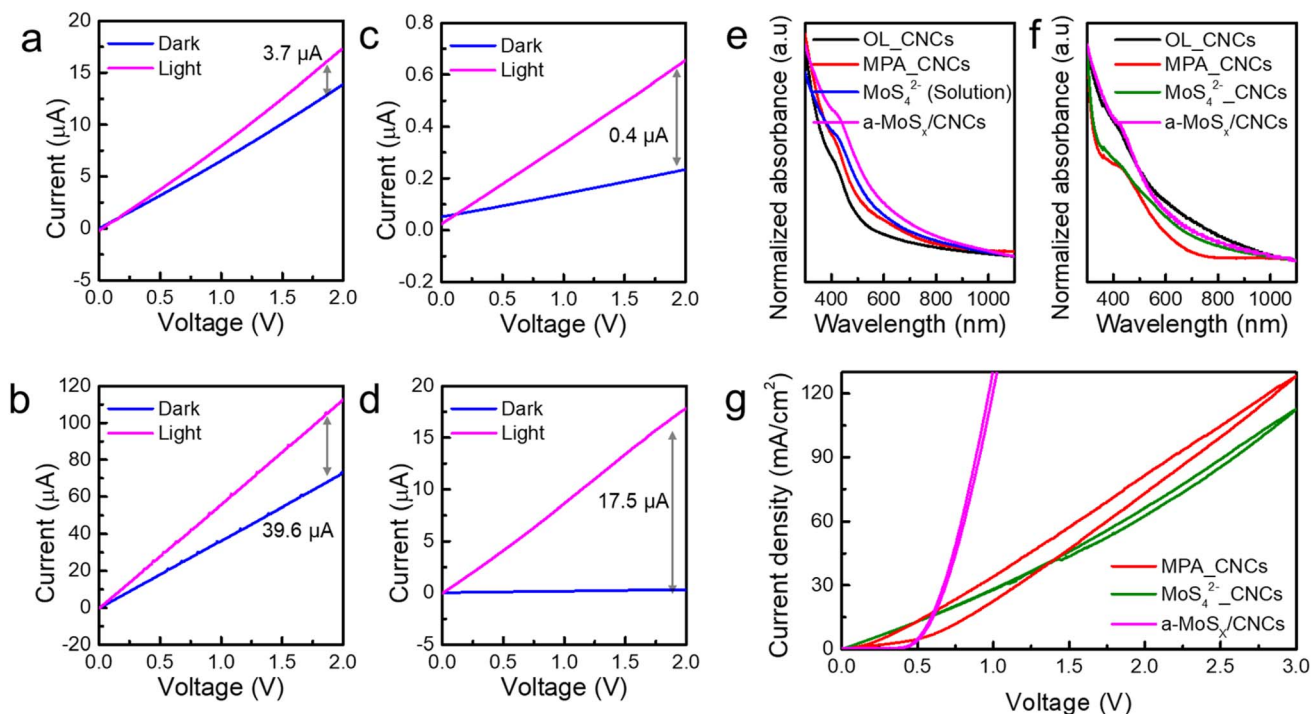 a
20
15
10
5
0
5
Current (μA)
Dark
Light
3.7 μA
0.0 0.5 1.0 1.5 2.0
Voltage (V)
c
0.8
0.6
0.4
0.2
0.0
-0.2
Current (μA)
Dark
Light
0.4 μA
0.0 0.5 1.0 1.5 2.0
Voltage (V)
e
Normalized absorbance (a.u)
OL_CNCs
MPA_CNCs
MoS₄²⁻ (Solution)
a-MoSₓ/CNCs
400 600 800 1000
Wavelength (nm)
f
Normalized absorbance (a.u)
OL_CNCs
MPA_CNCs
MoS₄²⁻_CNCs
a-MoSₓ/CNCs
400 600 800 1000
Wavelength (nm)
b
120
100
80
60
40
20
0
-20
Current (μA)
Dark
Light
39.6 μA
0.0 0.5 1.0 1.5 2.0
Voltage (V)
d
20
15
10
5
0
-5
Current (μA)
Dark
Light
17.5 μA
0.0 0.5 1.0 1.5 2.0
Voltage (V)
g
120
90
60
30
0
Current density (mA/cm²)
MPA_CNCs
MoS₄²⁻_CNCs
a-MoSₓ/CNCs
0.0 0.5 1.0 1.5 2.0 2.5 3.0
Voltage (V)